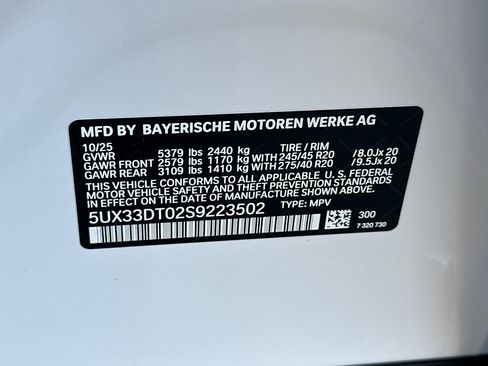 MFD BY BAYERISCHE MOTOREN WERKE AG
10/25
GVWR 5379 lbs 2440 kg TIRE / RIM
GAWR FRONT 2579 lbs 1170 kg WITH 245/45 R20 /8.0Jx 20
GAWR REAR 3109 lbs 1410 kg WITH 275/40 R20 /9.5Jx 20
THIS VEHICLE CONFORMS TO ALL APPLICABLE U. S. FEDERAL
MOTOR VEHICLE SAFETY AND THEFT PREVENTION STANDARDS
IN EFFECT ON THE DATE OF MANUFACTURE SHOWN ABOVE.
5UX33DT02S9223502 TYPE: MPV
300
7 320 730